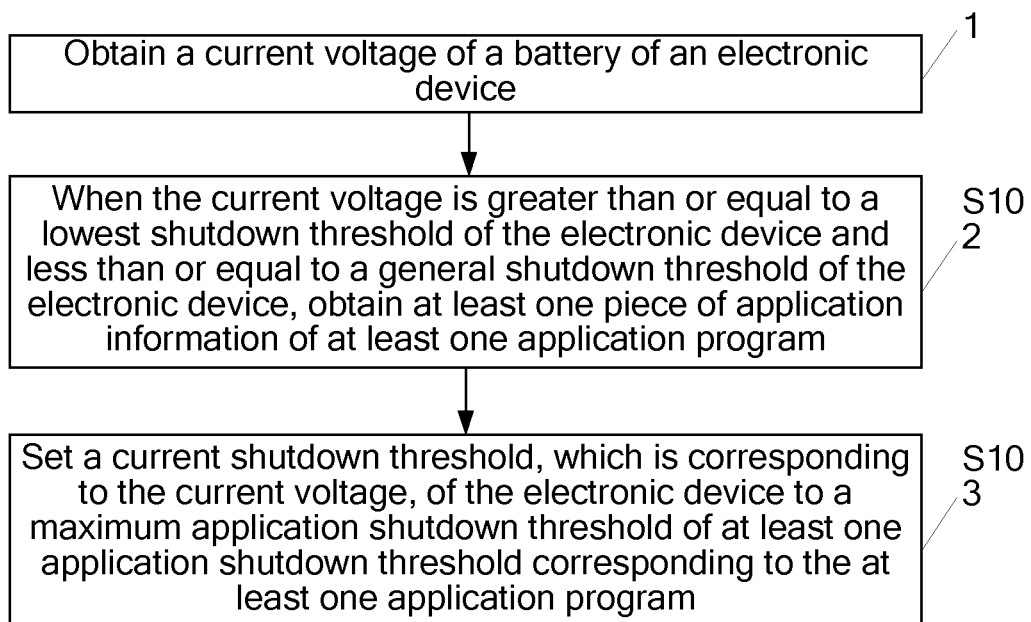 1
Obtain a current voltage of a battery of an electronic
device
When the current voltage is greater than or equal to a
lowest shutdown threshold of the electronic device and
less than or equal to a general shutdown threshold of the
electronic device, obtain at least one piece of application
information of at least one application program
S10
2
Set a current shutdown threshold, which is corresponding
to the current voltage, of the electronic device to a
maximum application shutdown threshold of at least one
application shutdown threshold corresponding to the at
least one application program
S10
3